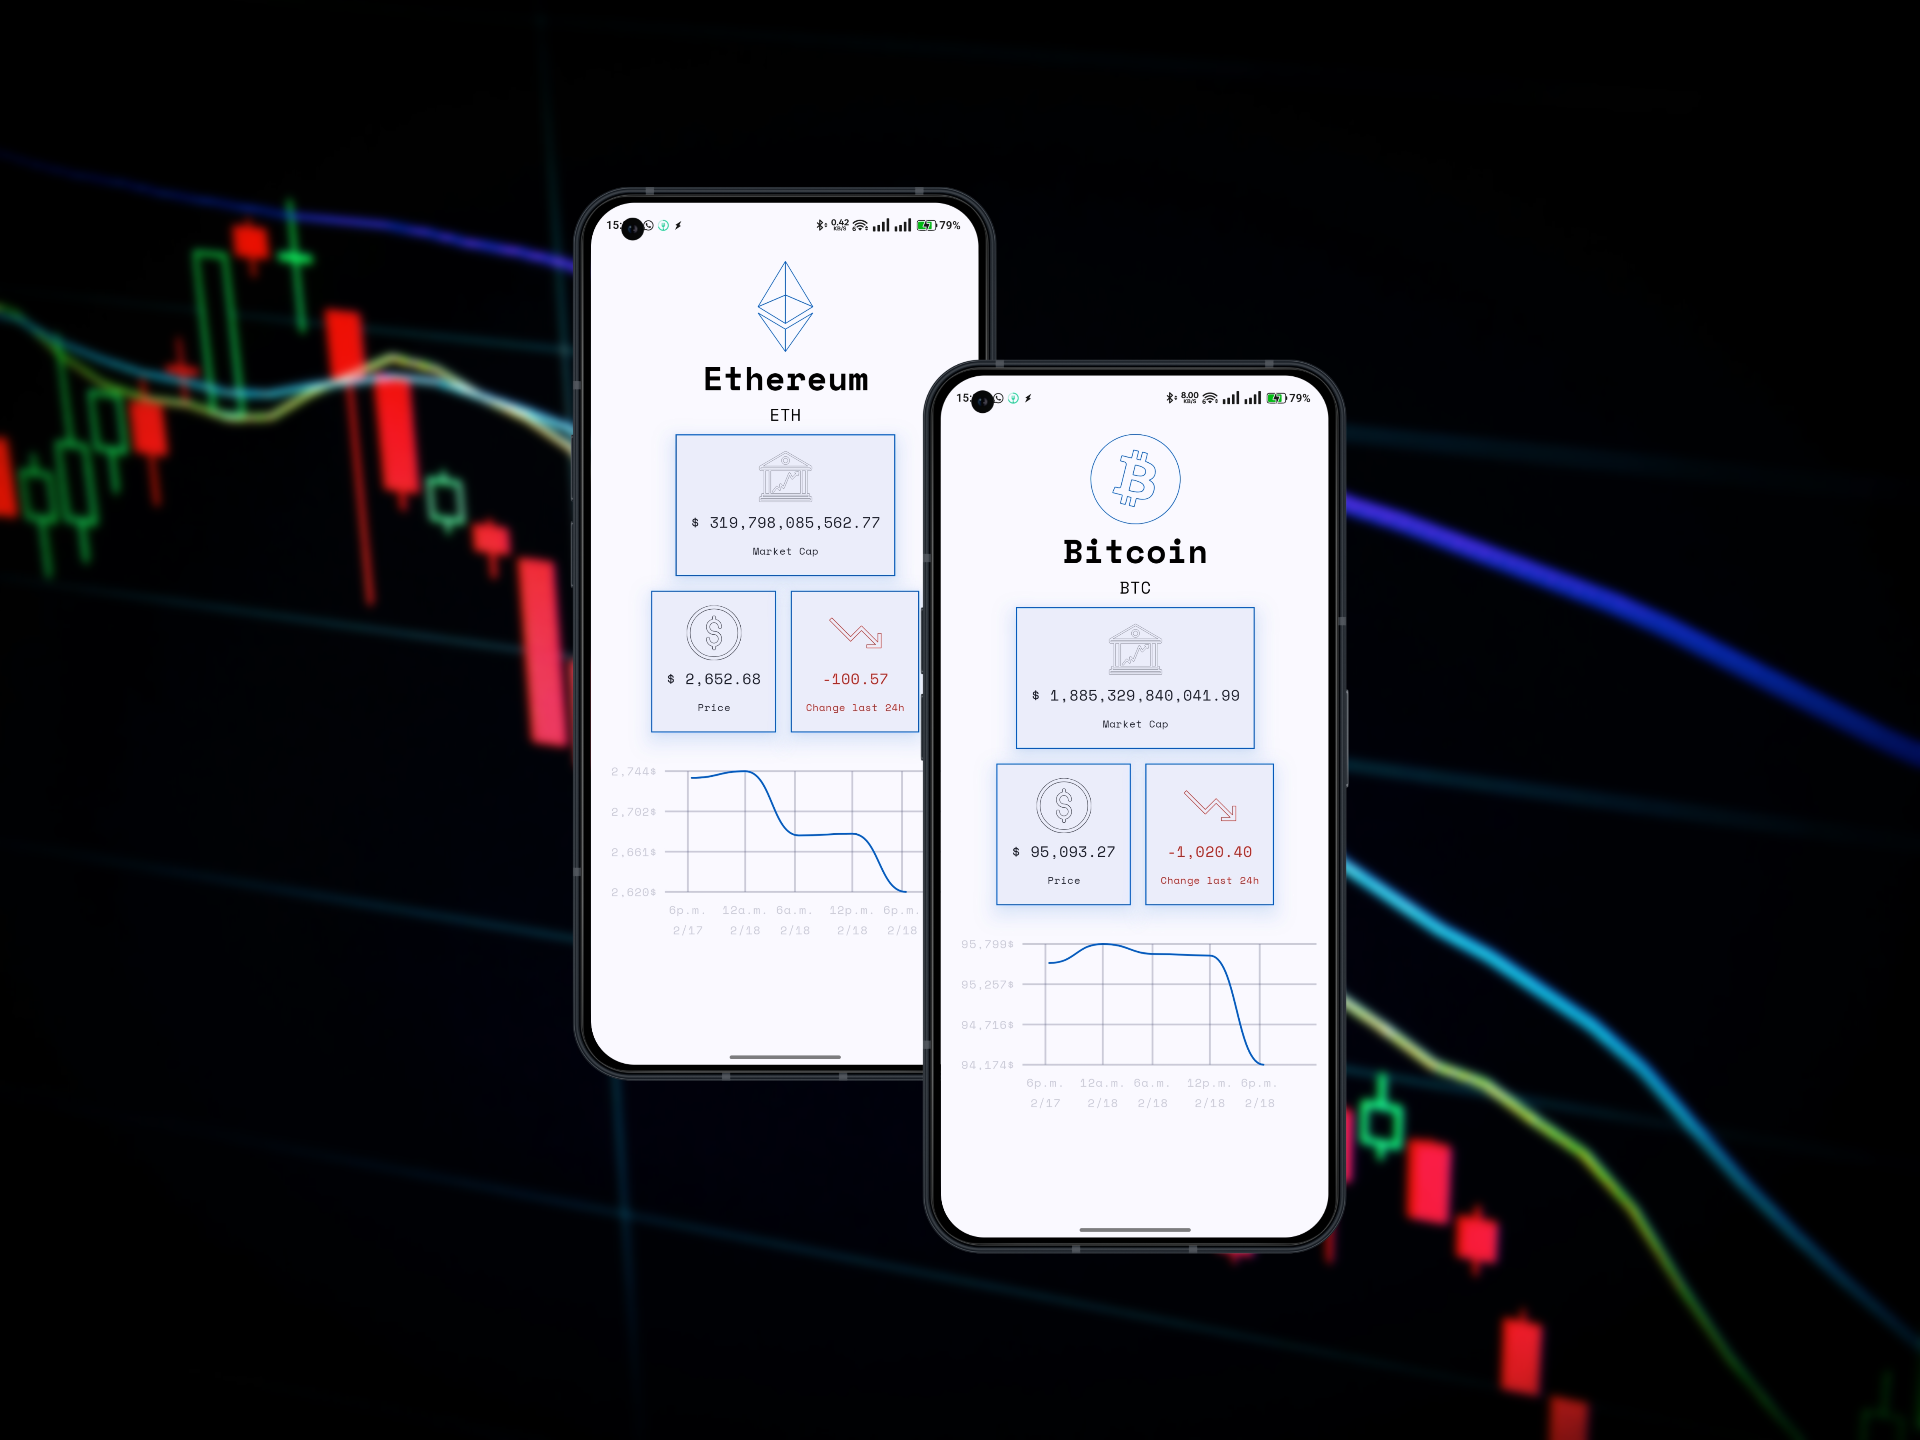 0.42
KB/S
79%
Ethereum
ETH
$ 319,798,085,562.77
Market Cap
$ 2,652.68
Price
-100.57
Change last 24h
2,744$
2,702$
2,661$
2,620$
6p.m. 12a.m. 6a.m. 12p.m. 6p.m.
2/17 2/18 2/18 2/18 2/18
8.00
KB/S
79%
Bitcoin
BTC
$ 1,885,329,840,041.99
Market Cap
$ 95,093.27
Price
-1,020.40
Change last 24h
95,799$
95,257$
94,716$
94,174$
6p.m. 12a.m. 6a.m. 12p.m. 6p.m.
2/17 2/18 2/18 2/18 2/18